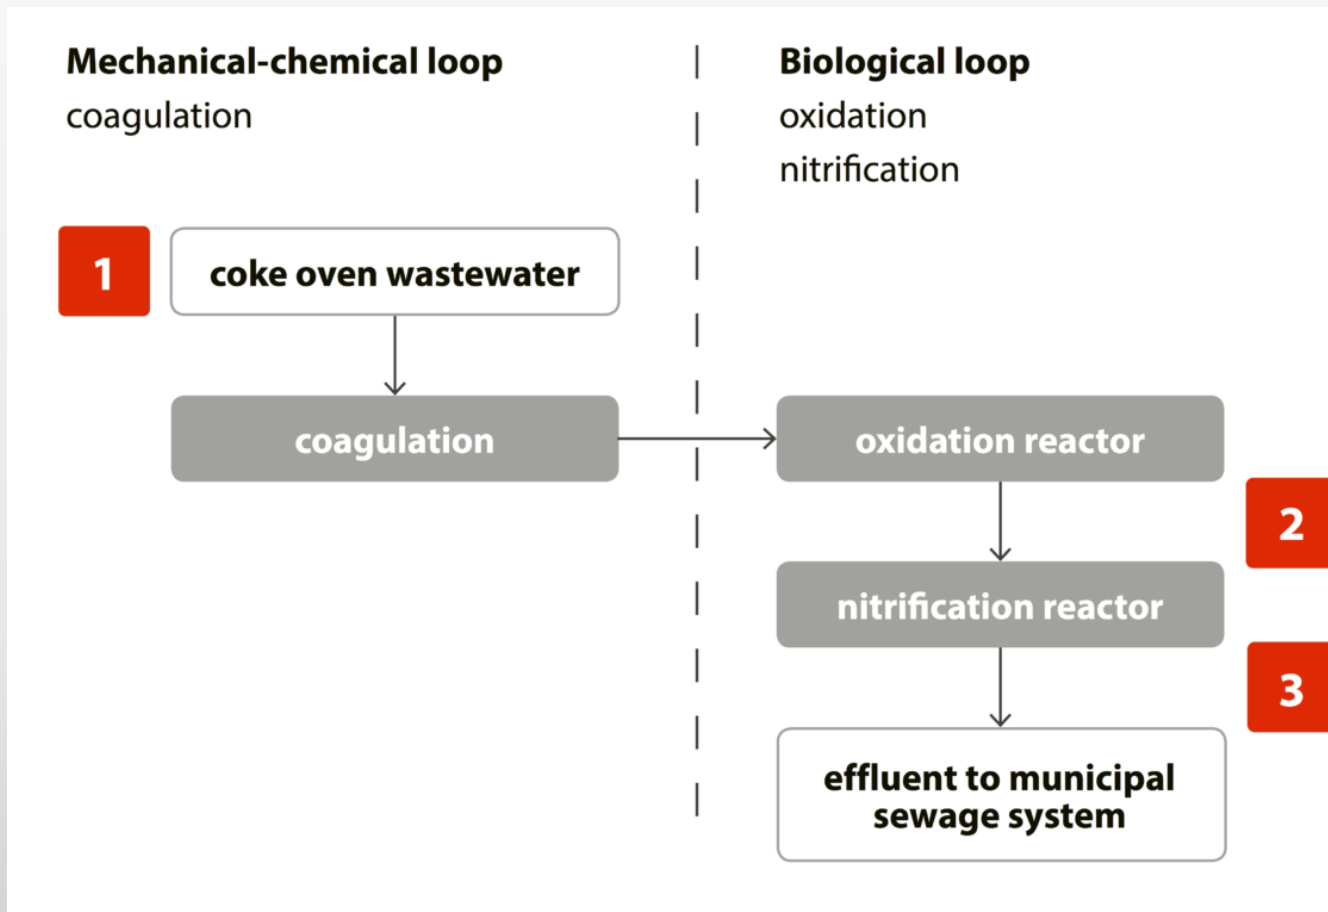 Mechanical-chemical loop
coagulation
Biological loop
oxidation
nitrification
1
coke oven wastewater
coagulation
oxidation reactor
2
nitrification reactor
3
effluent to municipal
sewage system